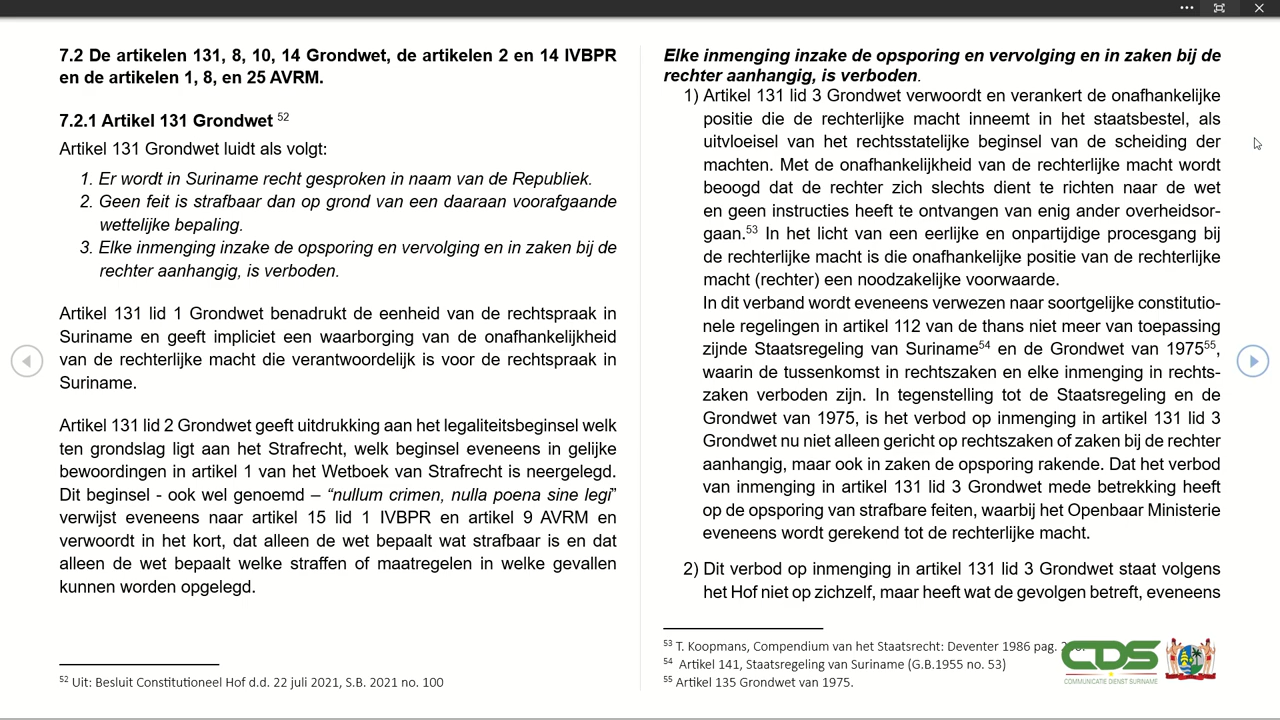 7.2 De artikelen 131, 8, 10, 14 Grondwet, de artikelen 2 en 14 IVBPR
en de artikelen 1, 8, en 25 AVRM.
7.2.1 Artikel 131 Grondwet 52
Artikel 131 Grondwet luidt als volgt:
1. Er wordt in Suriname recht gesproken in naam van de Republiek.
2. Geen feit is strafbaar dan op grond van een daaraan voorafgaande
wettelijke bepaling.
3. Elke inmenging inzake de opsporing en vervolging en in zaken bij de
rechter aanhangig, is verboden.
Artikel 131 lid 1 Grondwet benadrukt de eenheid van de rechtspraak in
Suriname en geeft impliciet een waarborging van de onafhankelijkheid
van de rechterlijke macht die verantwoordelijk is voor de rechtspraak in
Suriname.
Artikel 131 lid 2 Grondwet geeft uitdrukking aan het legaliteitsbeginsel welk
ten grondslag ligt aan het Strafrecht, welk beginsel eveneens in gelijke
bewoordingen in artikel 1 van het Wetboek van Strafrecht is neergelegd.
Dit beginsel - ook wel genoemd – “nullum crimen, nulla poena sine legi”
verwijst eveneens naar artikel 15 lid 1 IVBPR en artikel 9 AVRM en
verwoordt in het kort, dat alleen de wet bepaalt wat strafbaar is en dat
alleen de wet bepaalt welke straffen of maatregelen in welke gevallen
kunnen worden opgelegd.
52 Uit: Besluit Constitutioneel Hof d.d. 22 juli 2021, S.B. 2021 no. 100
Elke inmenging inzake de opsporing en vervolging en in zaken bij de
rechter aanhangig, is verboden.
1) Artikel 131 lid 3 Grondwet verwoordt en verankert de onafhankelijke
positie die de rechterlijke macht inneemt in het staatsbestel, als
uitvloeisel van het rechtsstatelijke beginsel van de scheiding der
machten. Met de onafhankelijkheid van de rechterlijke macht wordt
beoogd dat de rechter zich slechts dient te richten naar de wet
en geen instructies heeft te ontvangen van enig ander overheidsor-
gaan.53 In het licht van een eerlijke en onpartijdige procesgang bij
de rechterlijke macht is die onafhankelijke positie van de rechterlijke
macht (rechter) een noodzakelijke voorwaarde.
In dit verband wordt eveneens verwezen naar soortgelijke constitutio-
nele regelingen in artikel 112 van de thans niet meer van toepassing
zijnde Staatsregeling van Suriname54 en de Grondwet van 197555,
waarin de tussenkomst in rechtszaken en elke inmenging in rechts-
zaken verboden zijn. In tegenstelling tot de Staatsregeling en de
Grondwet van 1975, is het verbod op inmenging in artikel 131 lid 3
Grondwet nu niet alleen gericht op rechtszaken of zaken bij de rechter
aanhangig, maar ook in zaken de opsporing rakende. Dat het verbod
van inmenging in artikel 131 lid 3 Grondwet mede betrekking heeft
op de opsporing van strafbare feiten, waarbij het Openbaar Ministerie
eveneens wordt gerekend tot de rechterlijke macht.
2) Dit verbod op inmenging in artikel 131 lid 3 Grondwet staat volgens
het Hof niet op zichzelf, maar heeft wat de gevolgen betreft, eveneens
53 T. Koopmans, Compendium van het Staatsrecht: Deventer 1986 pag.
54 Artikel 141, Staatsregeling van Suriname (G.B.1955 no. 53)
55 Artikel 135 Grondwet van 1975.
CDS
COMMUNICATIE DIENST SURINAME